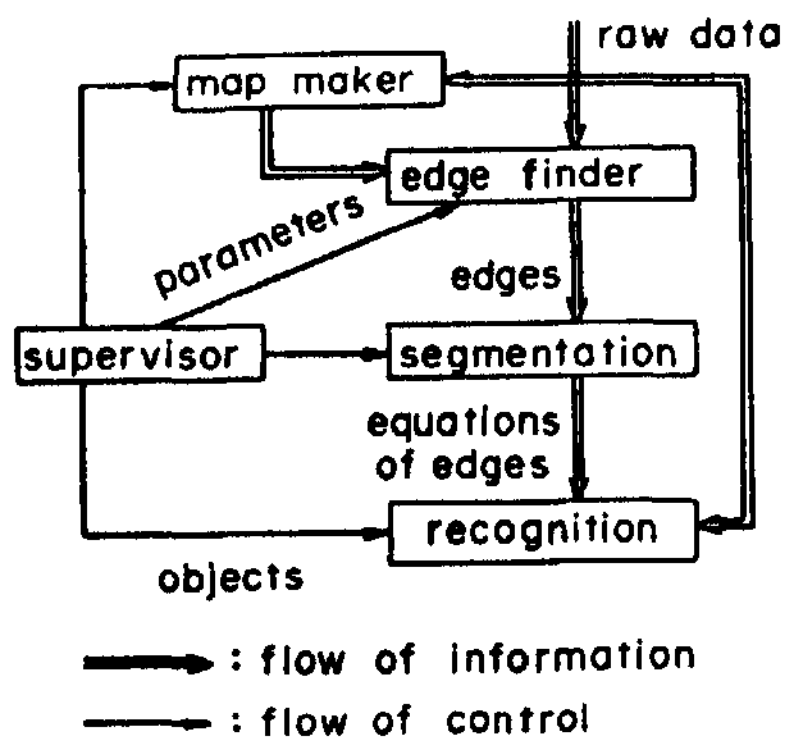 raw data
map maker
edge finder
parameters
edges
supervisor
segmentation
equations
of edges
recognition
objects
: flow of information
: flow of control